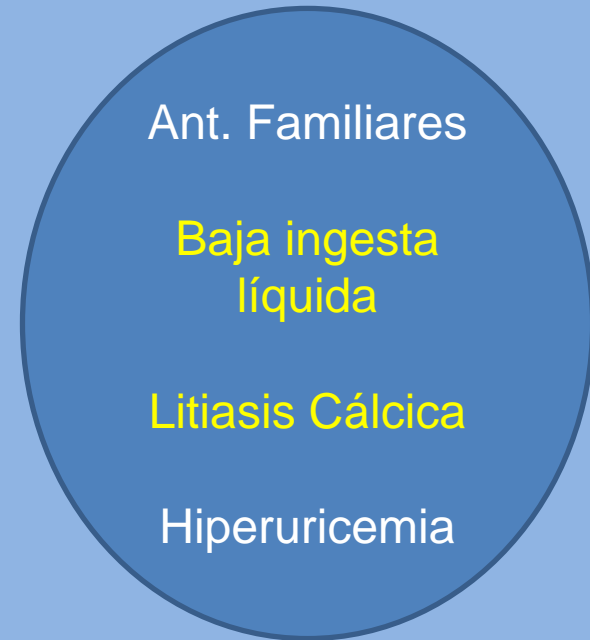 Ant. Familiares
Baja ingesta
líquida
Litiasis Cálcica
Hiperuricemia